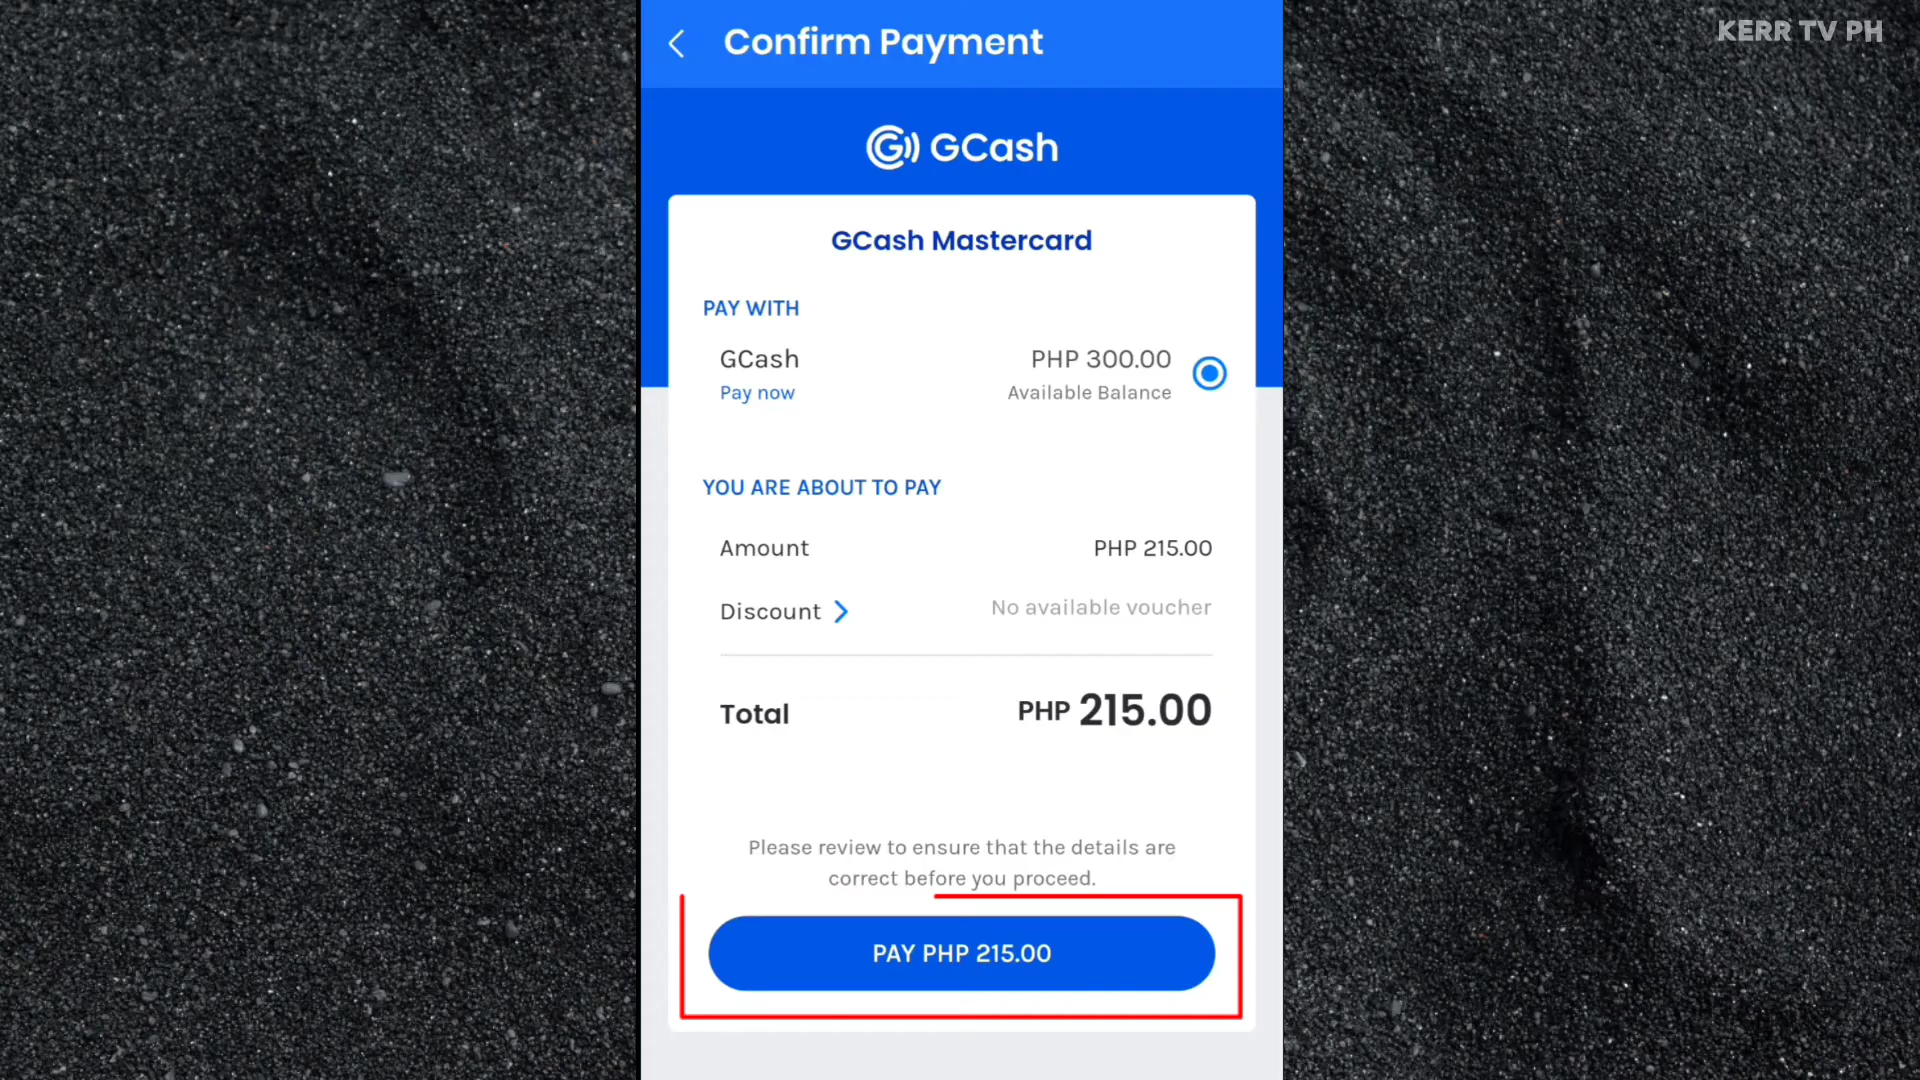 KERR TV PH
Confirm Payment
GCash
GCash Mastercard
PAY WITH
GCash PHP 300.00
Pay now Available Balance
YOU ARE ABOUT TO PAY
Amount PHP 215.00
Discount No available voucher
Total PHP 215.00
Please review to ensure that the details are
correct before you proceed.
PAY PHP 215.00